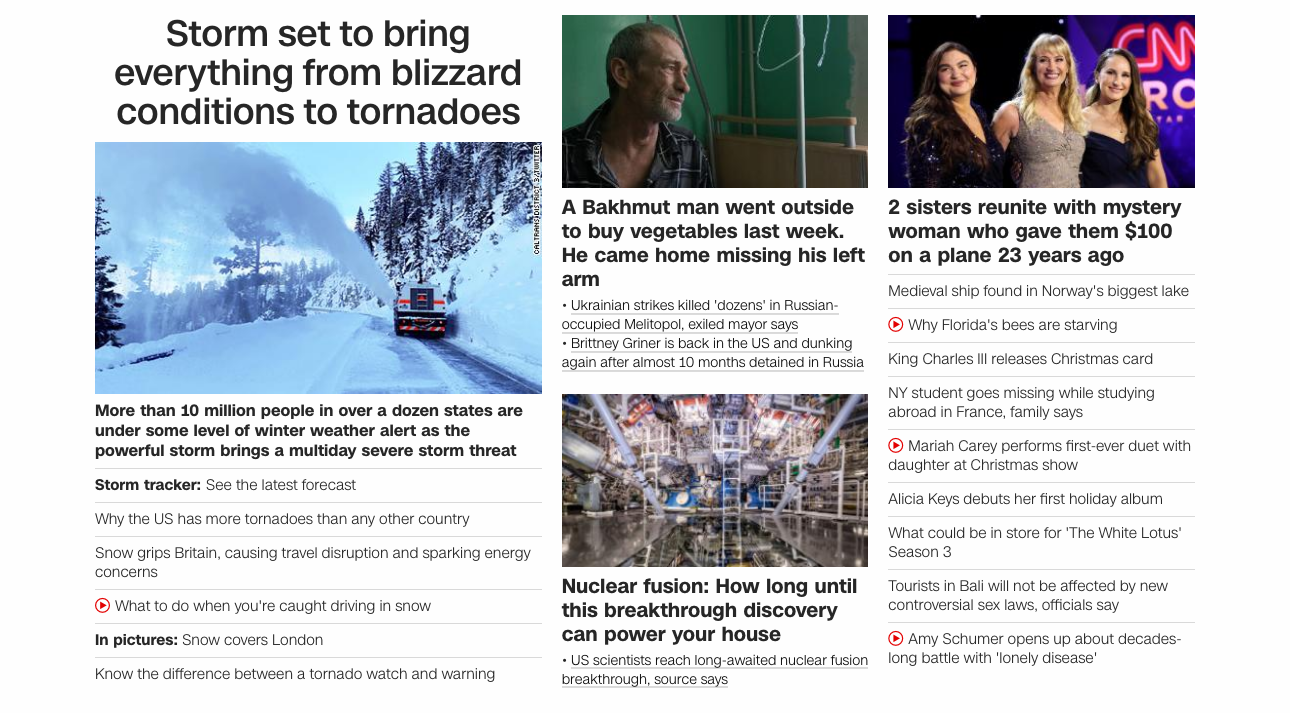 Storm set to bring
everything from blizzard
conditions to tornadoes
CALTRANS DISTRICT 3/TWITTER
More than 10 million people in over a dozen states are
under some level of winter weather alert as the
powerful storm brings a multiday severe storm threat
Storm tracker: See the latest forecast
Why the US has more tornadoes than any other country
Snow grips Britain, causing travel disruption and sparking energy
concerns
What to do when you're caught driving in snow
In pictures: Snow covers London
Know the difference between a tornado watch and warning
A Bakhmut man went outside
to buy vegetables last week.
He came home missing his left
arm
• Ukrainian strikes killed 'dozens' in Russian-
occupied Melitopol, exiled mayor says
• Brittney Griner is back in the US and dunking
again after almost 10 months detained in Russia
Nuclear fusion: How long until
this breakthrough discovery
can power your house
• US scientists reach long-awaited nuclear fusion
breakthrough, source says
CNN
2 sisters reunite with mystery
woman who gave them $100
on a plane 23 years ago
Medieval ship found in Norway's biggest lake
Why Florida's bees are starving
King Charles III releases Christmas card
NY student goes missing while studying
abroad in France, family says
Mariah Carey performs first-ever duet with
daughter at Christmas show
Alicia Keys debuts her first holiday album
What could be in store for 'The White Lotus'
Season 3
Tourists in Bali will not be affected by new
controversial sex laws, officials say
Amy Schumer opens up about decades-
long battle with 'lonely disease'